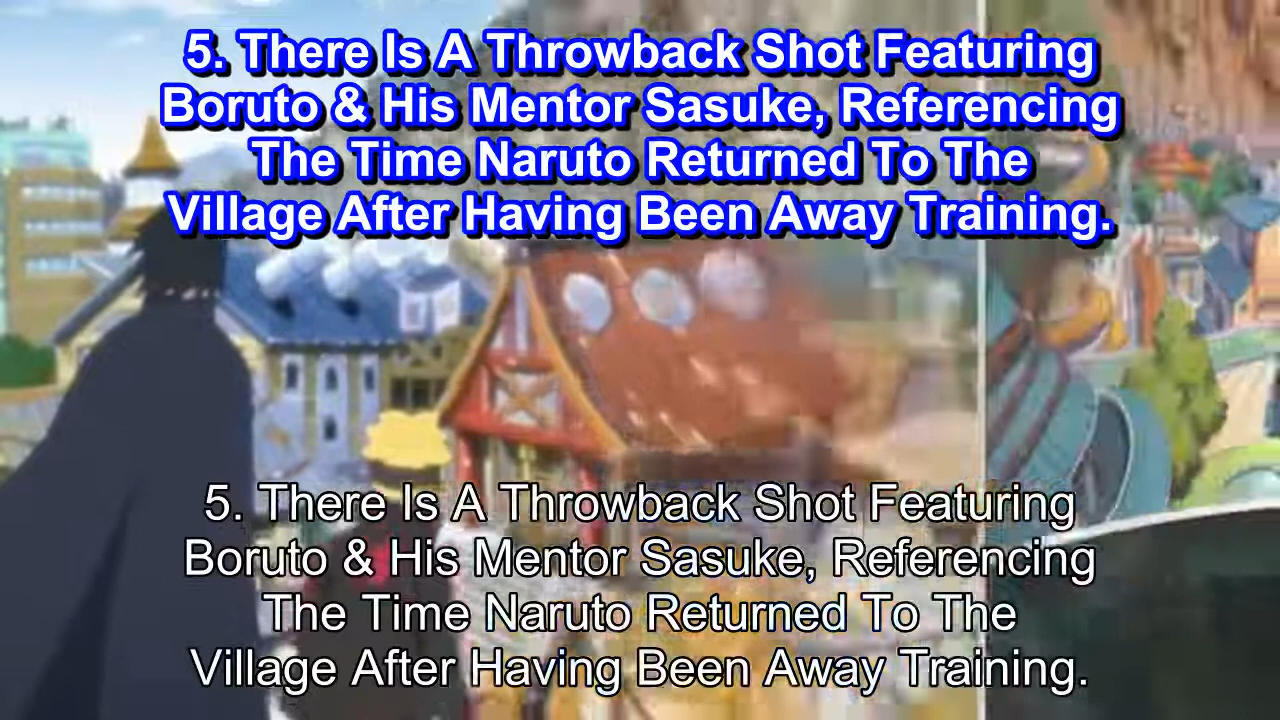 5. There Is A Throwback Shot Featuring
Boruto & His Mentor Sasuke, Referencing
The Time Naruto Returned To The
Village After Having Been Away Training.
5. There Is A Throwback Shot Featuring
Boruto & His Mentor Sasuke, Referencing
The Time Naruto Returned To The
Village After Having Been Away Training.